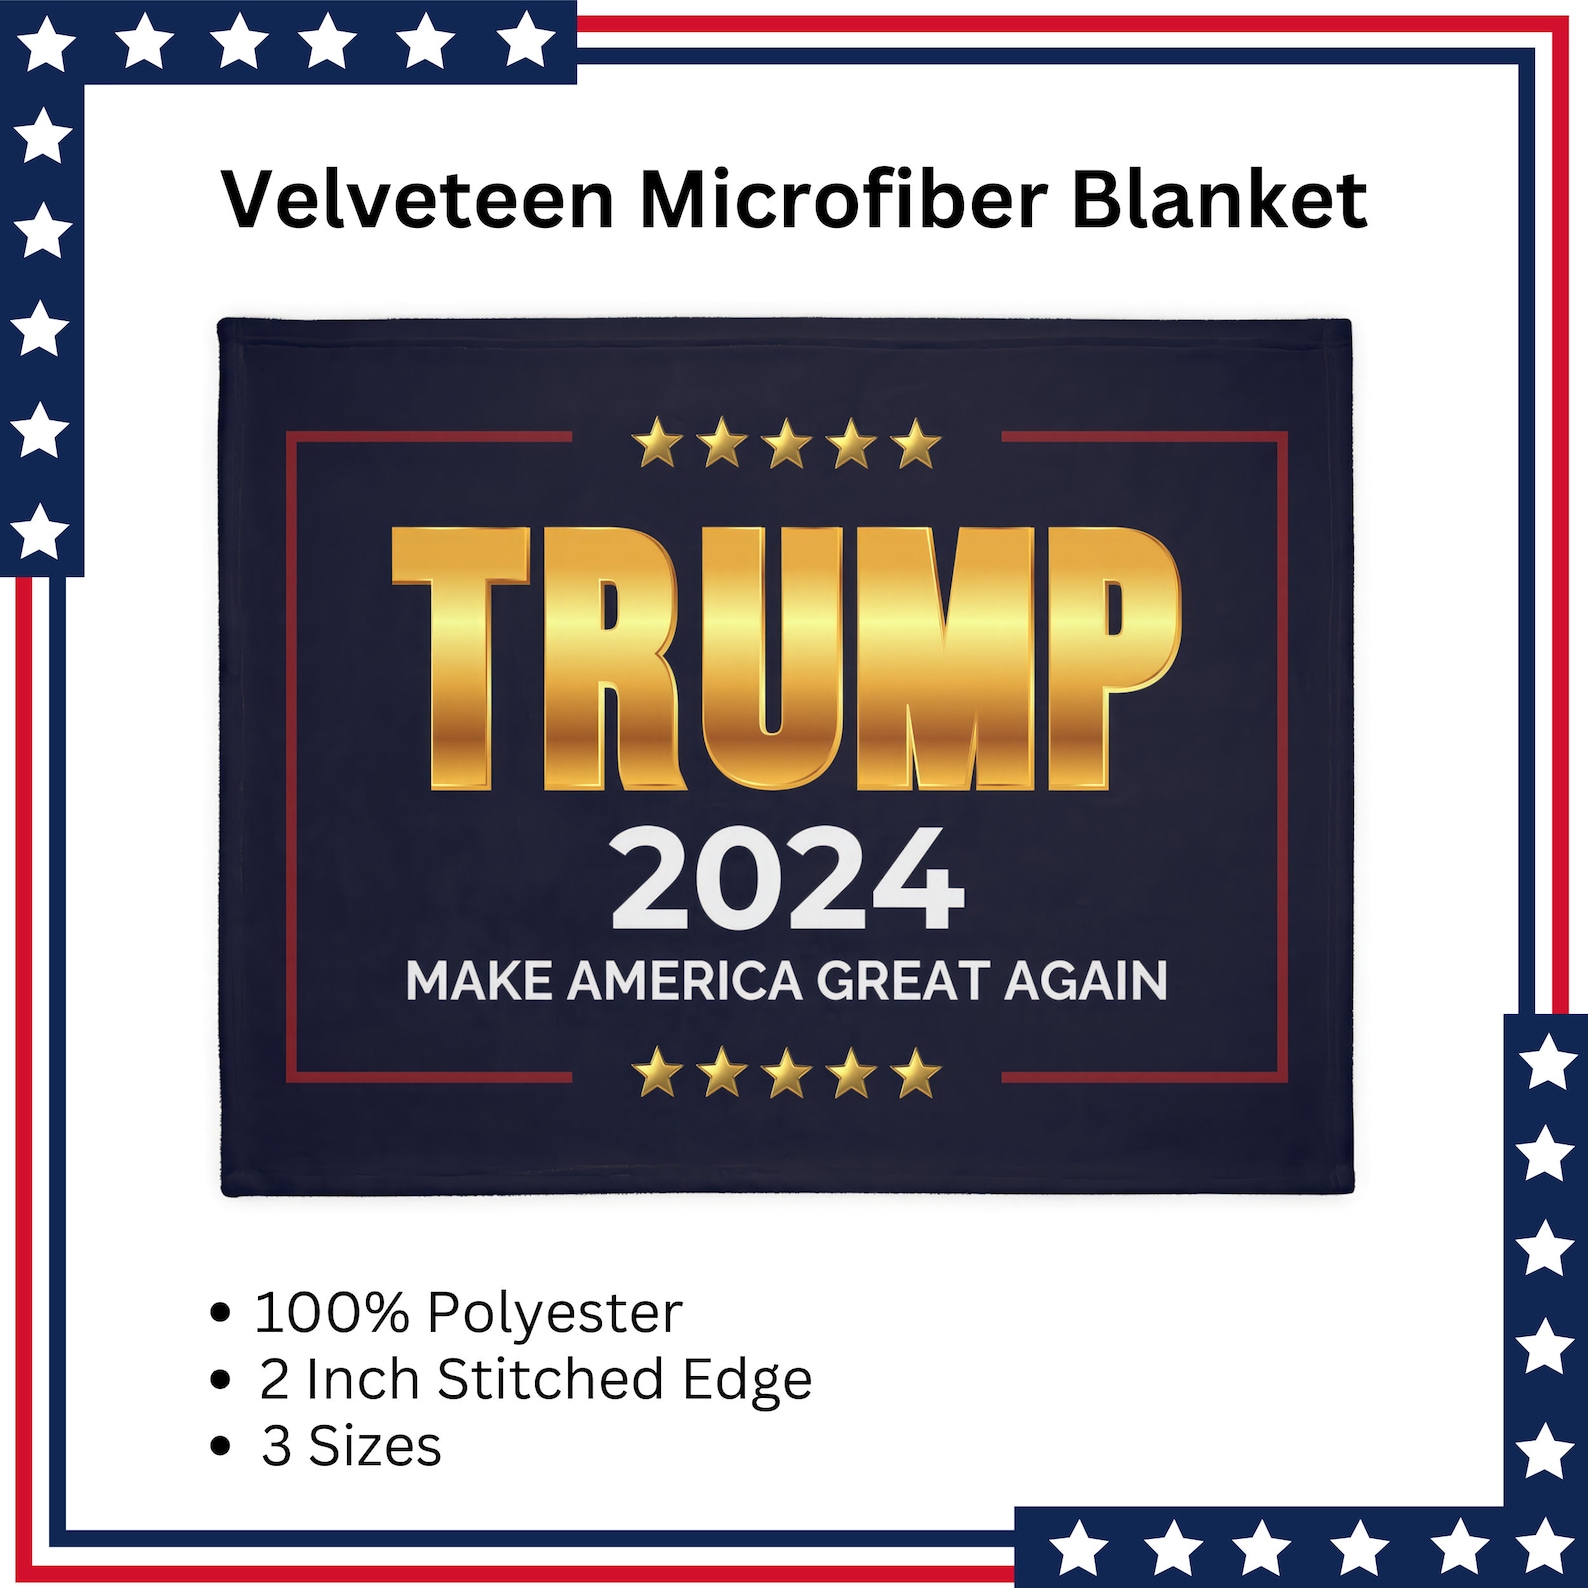 Velveteen Microfiber Blanket
TRUMP
2024
MAKE AMERICA GREAT AGAIN
• 100% Polyester
• 2 Inch Stitched Edge
• 3 Sizes